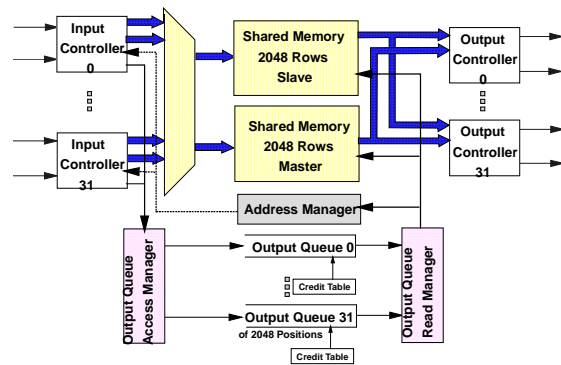 Input
Controller
0
Input
Controller
31
Shared Memory
2048 Rows
Slave
Shared Memory
2048 Rows
Master
Output
Controller
0
Output
Controller
31
Address Manager
Output Queue
Access Manager
Output Queue 0
Credit Table
Output Queue 31
of 2048 Positions
Credit Table
Output Queue
Read Manager